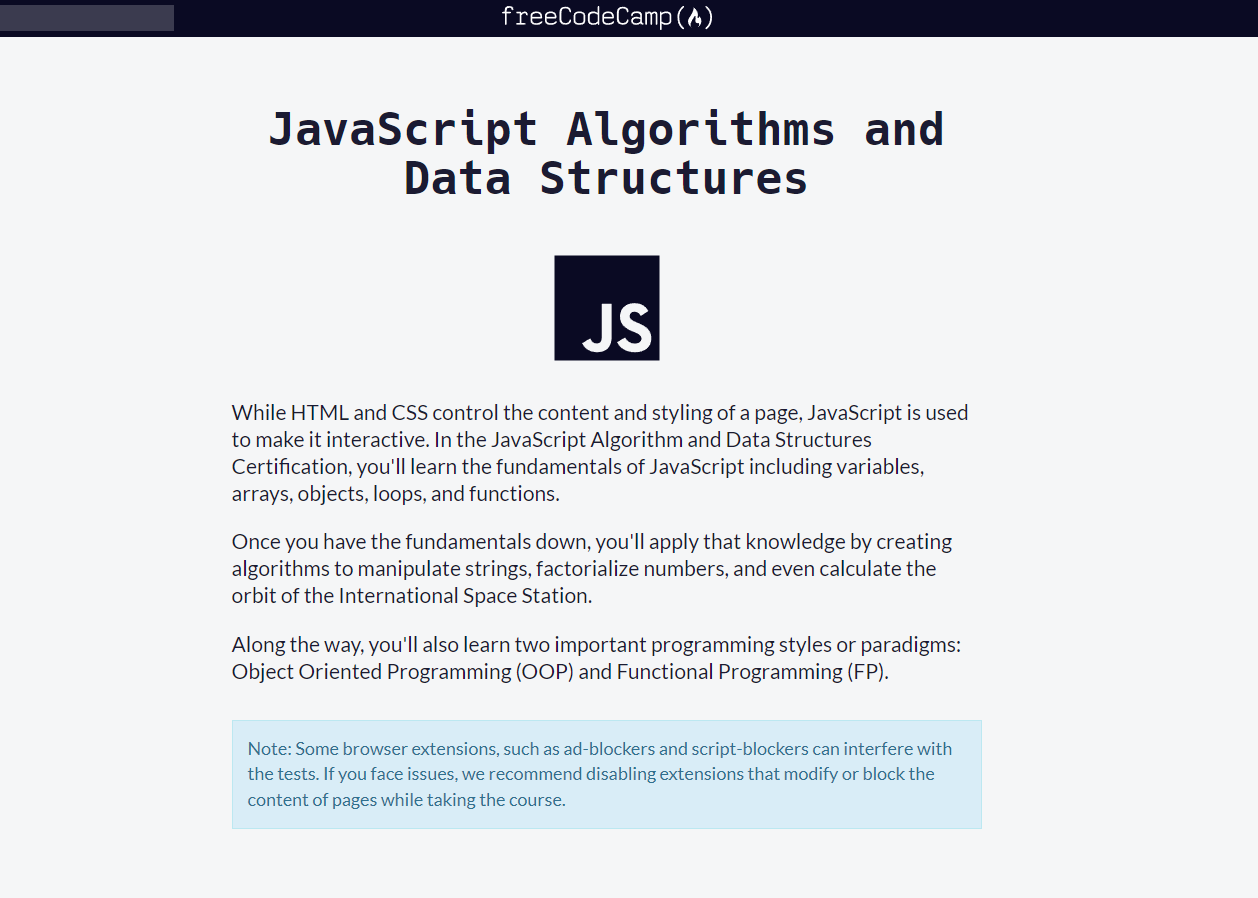 freeCodeCamp(🔥)
JavaScript Algorithms and
Data Structures
JS
While HTML and CSS control the content and styling of a page, JavaScript is used
to make it interactive. In the JavaScript Algorithm and Data Structures
Certification, you'll learn the fundamentals of JavaScript including variables,
arrays, objects, loops, and functions.
Once you have the fundamentals down, you'll apply that knowledge by creating
algorithms to manipulate strings, factorialize numbers, and even calculate the
orbit of the International Space Station.
Along the way, you'll also learn two important programming styles or paradigms:
Object Oriented Programming (OOP) and Functional Programming (FP).
Note: Some browser extensions, such as ad-blockers and script-blockers can interfere with
the tests. If you face issues, we recommend disabling extensions that modify or block the
content of pages while taking the course.